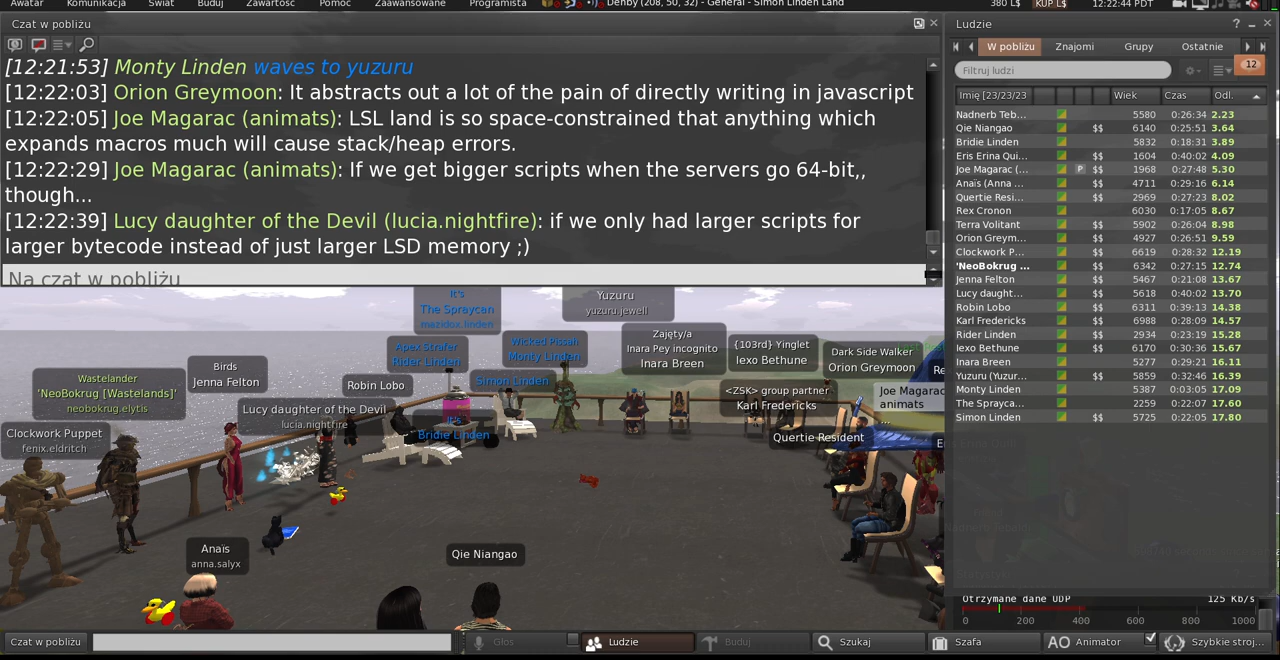 Awatar Komunikacja Świat Buduj Zawartość Pomoc Zaawansowane Programista Denby (208, 50, 32) - General - Simon Linden Land 380 L$ KUP L$ 12:22:44 PDT
Czat w pobliżu
[12:21:53] Monty Linden waves to yuzuru
[12:22:03] Orion Greymoon: It abstracts out a lot of the pain of directly writing in javascript
[12:22:05] Joe Magarac (animats): LSL land is so space-constrained that anything which
expands macros much will cause stack/heap errors.
[12:22:29] Joe Magarac (animats): If we get bigger scripts when the servers go 64-bit,,
though...
[12:22:39] Lucy daughter of the Devil (lucia.nightfire): if we only had larger scripts for
larger bytecode instead of just larger LSD memory ;)
Na czat w pobliżu
It's
The Spraycan
mazidox.linden
Yuzuru
yuzuru.jewell
Apex Strafer
Rider Linden
Wicked Pissah
Monty Linden
Zajęty/a
Inara Pey incognito
Inara Breen
{103rd} Yinglet
Iexo Bethune
Dark Side Walker
Orion Greymoon
Re
Birds
Jenna Felton
Robin Lobo
Simon Linden
Wastelander
'NeoBokrug [Wastelands]'
neobokrug.elytis
Lucy daughter of the Devil
lucia.nightfire
It's
Bridie Linden
<ZSK> group partner
Karl Fredericks
Joe Magarac
animats
...
Clockwork Puppet
fenix.eldritch
Quertie Resident
Anaïs
anna.salyx
Qie Niangao
Ludzie
W pobliżu Znajomi Grupy Ostatnie
Filtruj ludzi
12
Imię [23/23/23 Wiek Czas Odl.
Nadnerb Teb... 5580 0:26:34 2.23
Qie Niangao $$ 6140 0:25:51 3.64
Bridie Linden 5832 0:18:31 3.89
Eris Erina Qui... $$ 1604 0:40:02 4.09
Joe Magarac (... P $$ 1968 0:27:48 5.30
Anaïs (Anna ... $$ 4711 0:29:16 6.14
Quertie Resi... $$ 2969 0:27:23 8.02
Rex Cronon 6030 0:17:05 8.67
Terra Volitant $$ 5902 0:26:04 8.98
Orion Greym... $$ 4927 0:26:51 9.59
Clockwork P... $$ 6619 0:28:32 12.19
'NeoBokrug ... $$ 6342 0:27:15 12.74
Jenna Felton $$ 5467 0:21:08 13.67
Lucy daught... $$ 5618 0:40:02 13.70
Robin Lobo $$ 6311 0:39:13 14.38
Karl Fredericks $$ 6988 0:28:09 14.57
Rider Linden $$ 2934 0:23:19 15.28
Iexo Bethune $$ 6170 0:30:36 15.67
Inara Breen 5277 0:29:21 16.11
Yuzuru (Yuzur... $$ 5859 0:32:46 16.39
Monty Linden 5387 0:03:05 17.09
The Sprayca... 2259 0:22:07 17.60
Simon Linden $$ 5725 0:22:05 17.80
Otrzymane dane UDP 125 Kb/s
0 200 400 600 800 1000
Czat w pobliżu Głos Ludzie Buduj Szukaj Szafa AO Animator Szybkie stroj...